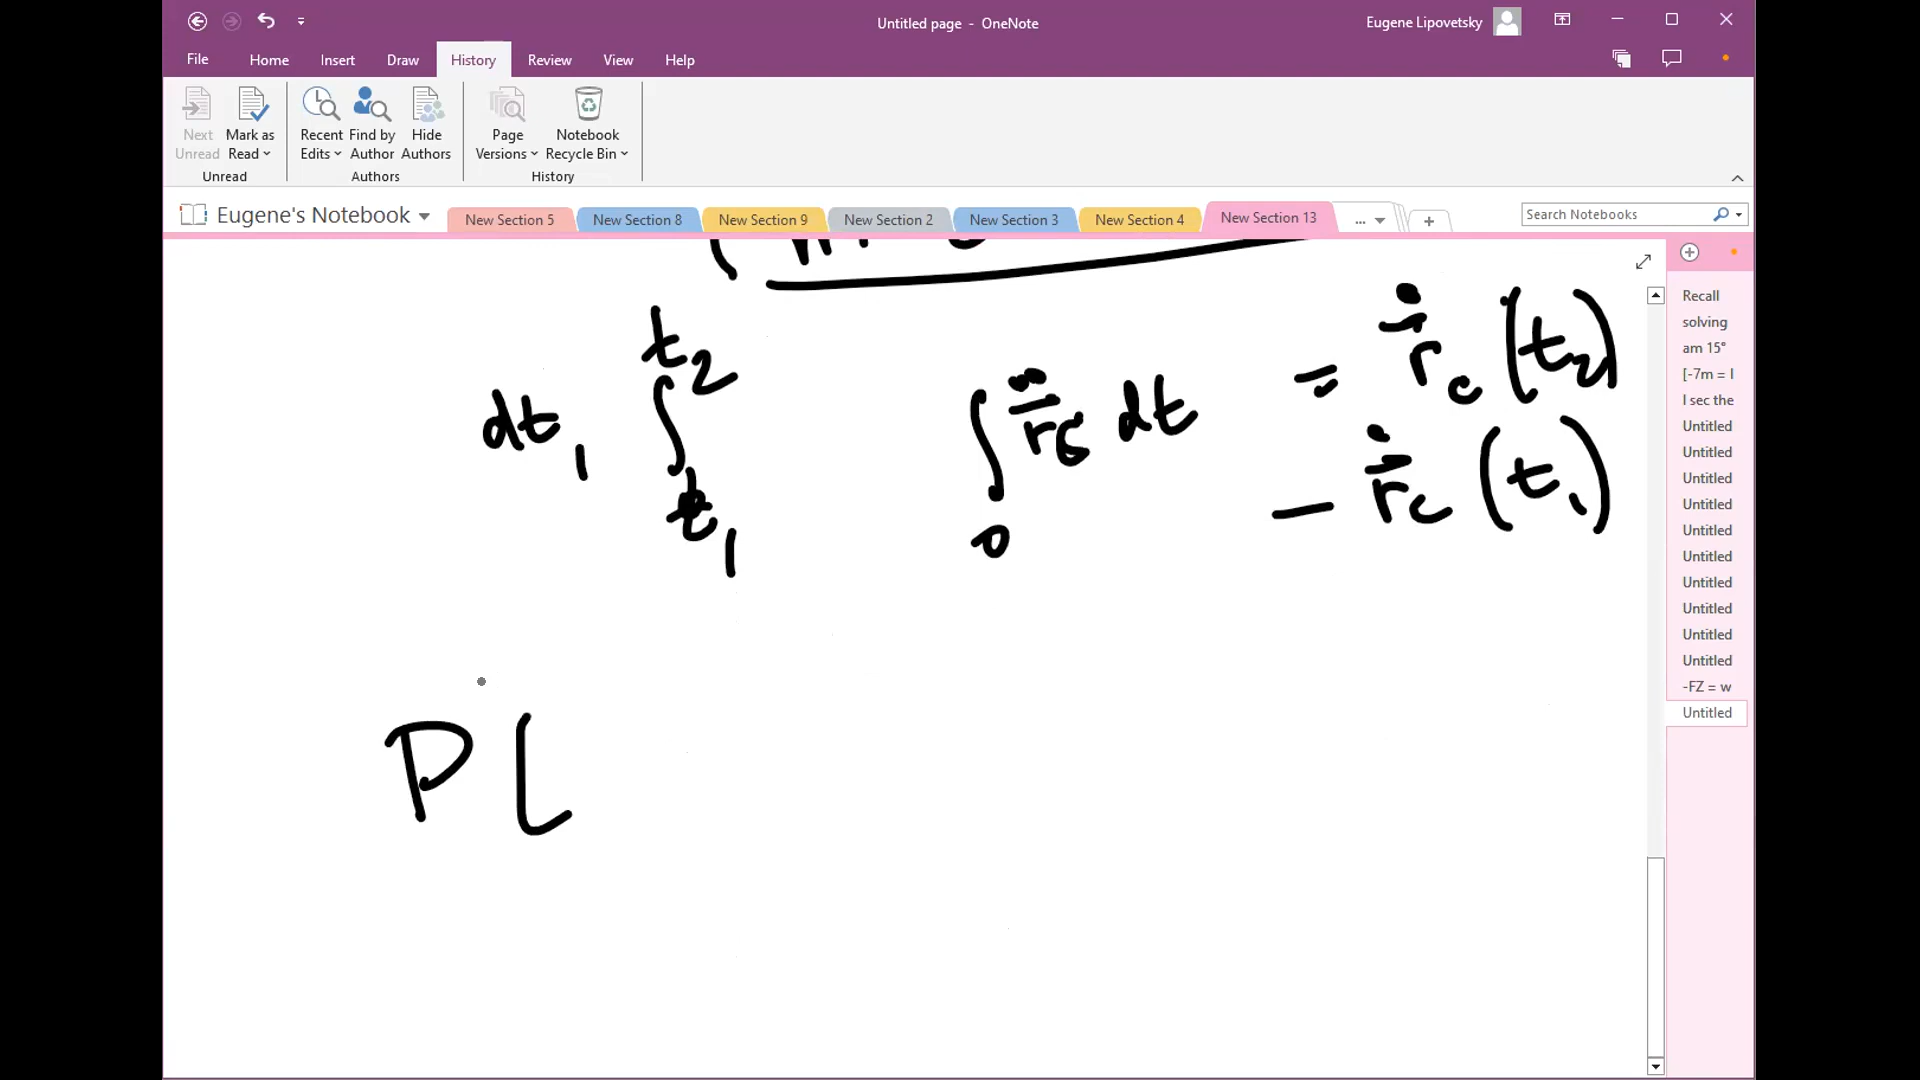 Untitled page - OneNote
Eugene Lipovetsky
File Home Insert Draw History Review View Help
Next Unread
Mark as Read
Recent Edits
Find by Author
Hide Authors
Page Versions
Notebook Recycle Bin
Unread Authors History
Eugene's Notebook
New Section 5 New Section 8 New Section 9 New Section 2 New Section 3 New Section 4 New Section 13 ... +
Search Notebooks
Recall
solving
am 15°
[-7m = I
I sec the
Untitled
Untitled
Untitled
Untitled
Untitled
Untitled
Untitled
Untitled
Untitled
Untitled
-FZ = w
Untitled
dt, ∫ t₂ t₁
∫ ₀ r̈̄_G dt = ṙ̄_c (t₂)
− ṙ̄_c (t₁)
P [